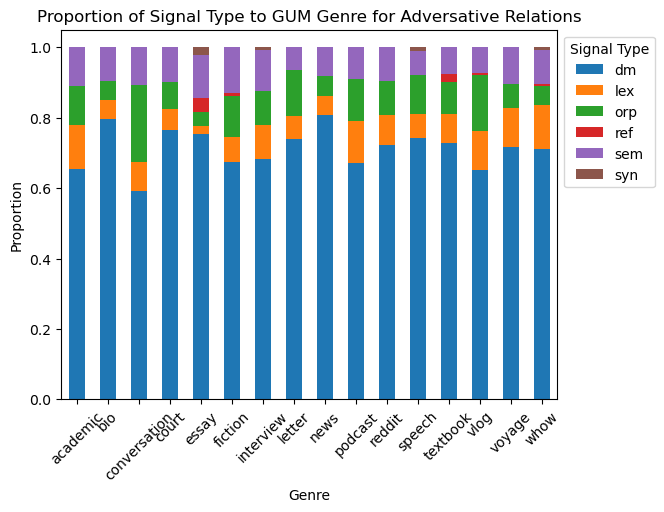 Proportion of Signal Type to GUM Genre for Adversative Relations
1.0
0.8
0.6
0.4
0.2
0.0
Proportion
academic
bio
conversation
court
essay
fiction
interview
letter
news
podcast
reddit
speech
textbook
vlog
voyage
whow
Genre
Signal Type
dm
lex
orp
ref
sem
syn